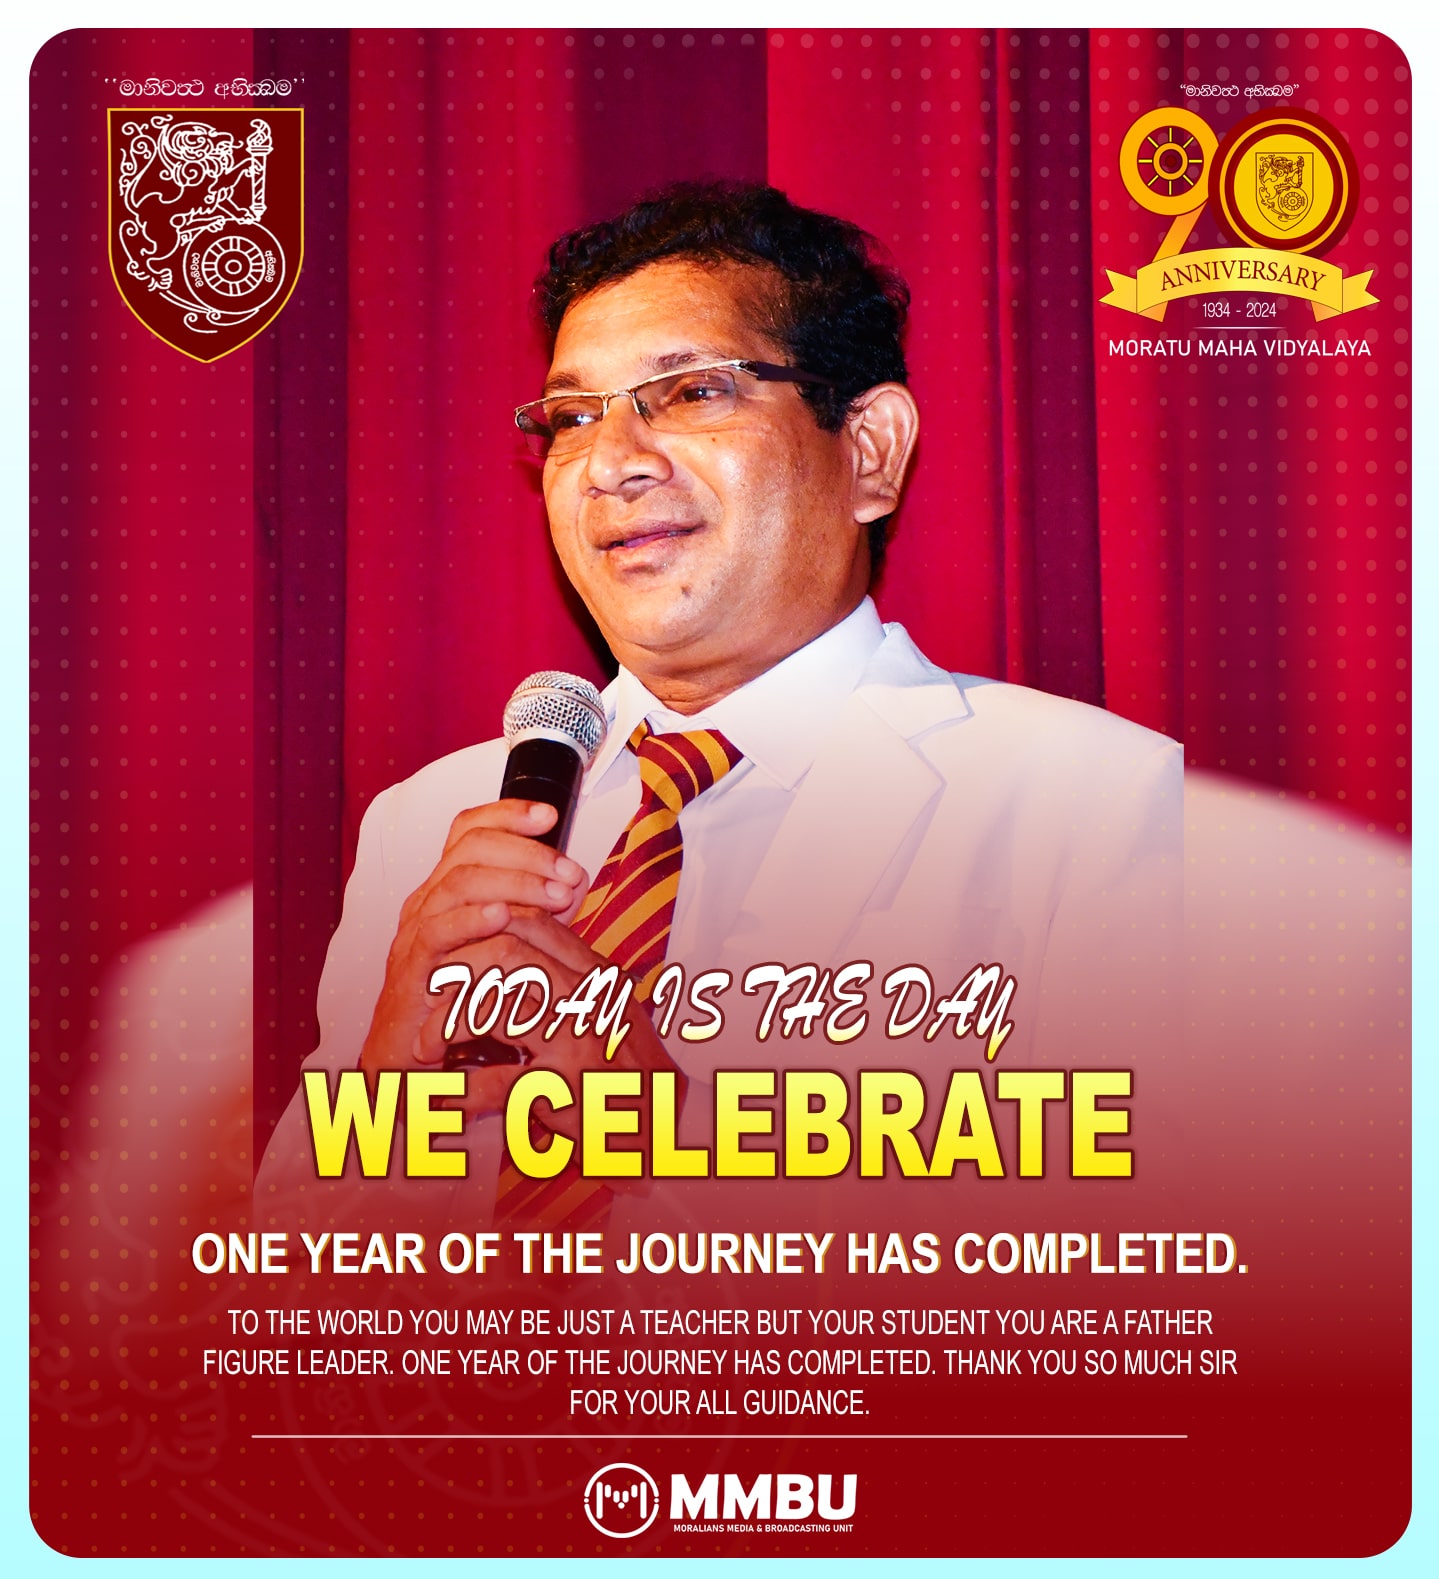 ‘‘මානිවත්‍ථ අභික්‍ඛම’’
“මානිවත්‍ථ අභික්‍ඛම”
90
ANNIVERSARY
1934 - 2024
MORATU MAHA VIDYALAYA
TODAY IS THE DAY
WE CELEBRATE
ONE YEAR OF THE JOURNEY HAS COMPLETED.
TO THE WORLD YOU MAY BE JUST A TEACHER BUT YOUR STUDENT YOU ARE A FATHER
FIGURE LEADER. ONE YEAR OF THE JOURNEY HAS COMPLETED. THANK YOU SO MUCH SIR
FOR YOUR ALL GUIDANCE.
MMBU
MORALIANS MEDIA & BROADCASTING UNIT